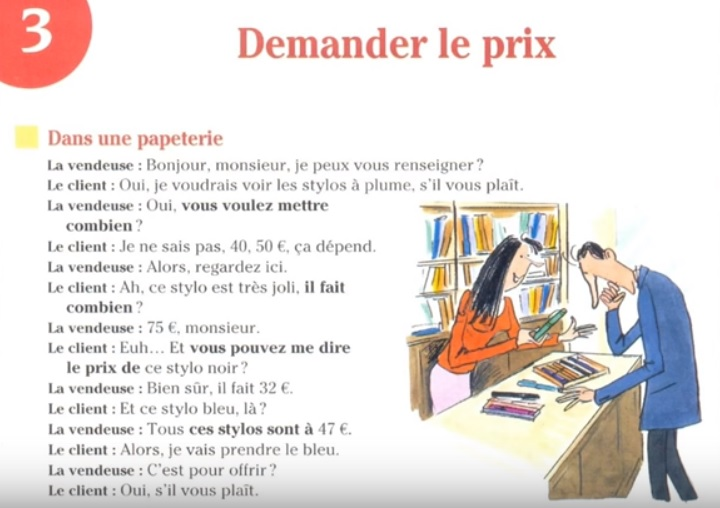 3
Demander le prix
Dans une papeterie
La vendeuse : Bonjour, monsieur, je peux vous renseigner ?
Le client : Oui, je voudrais voir les stylos à plume, s'il vous plaît.
La vendeuse : Oui, vous voulez mettre
combien ?
Le client : Je ne sais pas, 40, 50 €, ça dépend.
La vendeuse : Alors, regardez ici.
Le client : Ah, ce stylo est très joli, il fait
combien ?
La vendeuse : 75 €, monsieur.
Le client : Euh… Et vous pouvez me dire
le prix de ce stylo noir ?
La vendeuse : Bien sûr, il fait 32 €.
Le client : Et ce stylo bleu, là ?
La vendeuse : Tous ces stylos sont à 47 €.
Le client : Alors, je vais prendre le bleu.
La vendeuse : C'est pour offrir ?
Le client : Oui, s'il vous plaît.